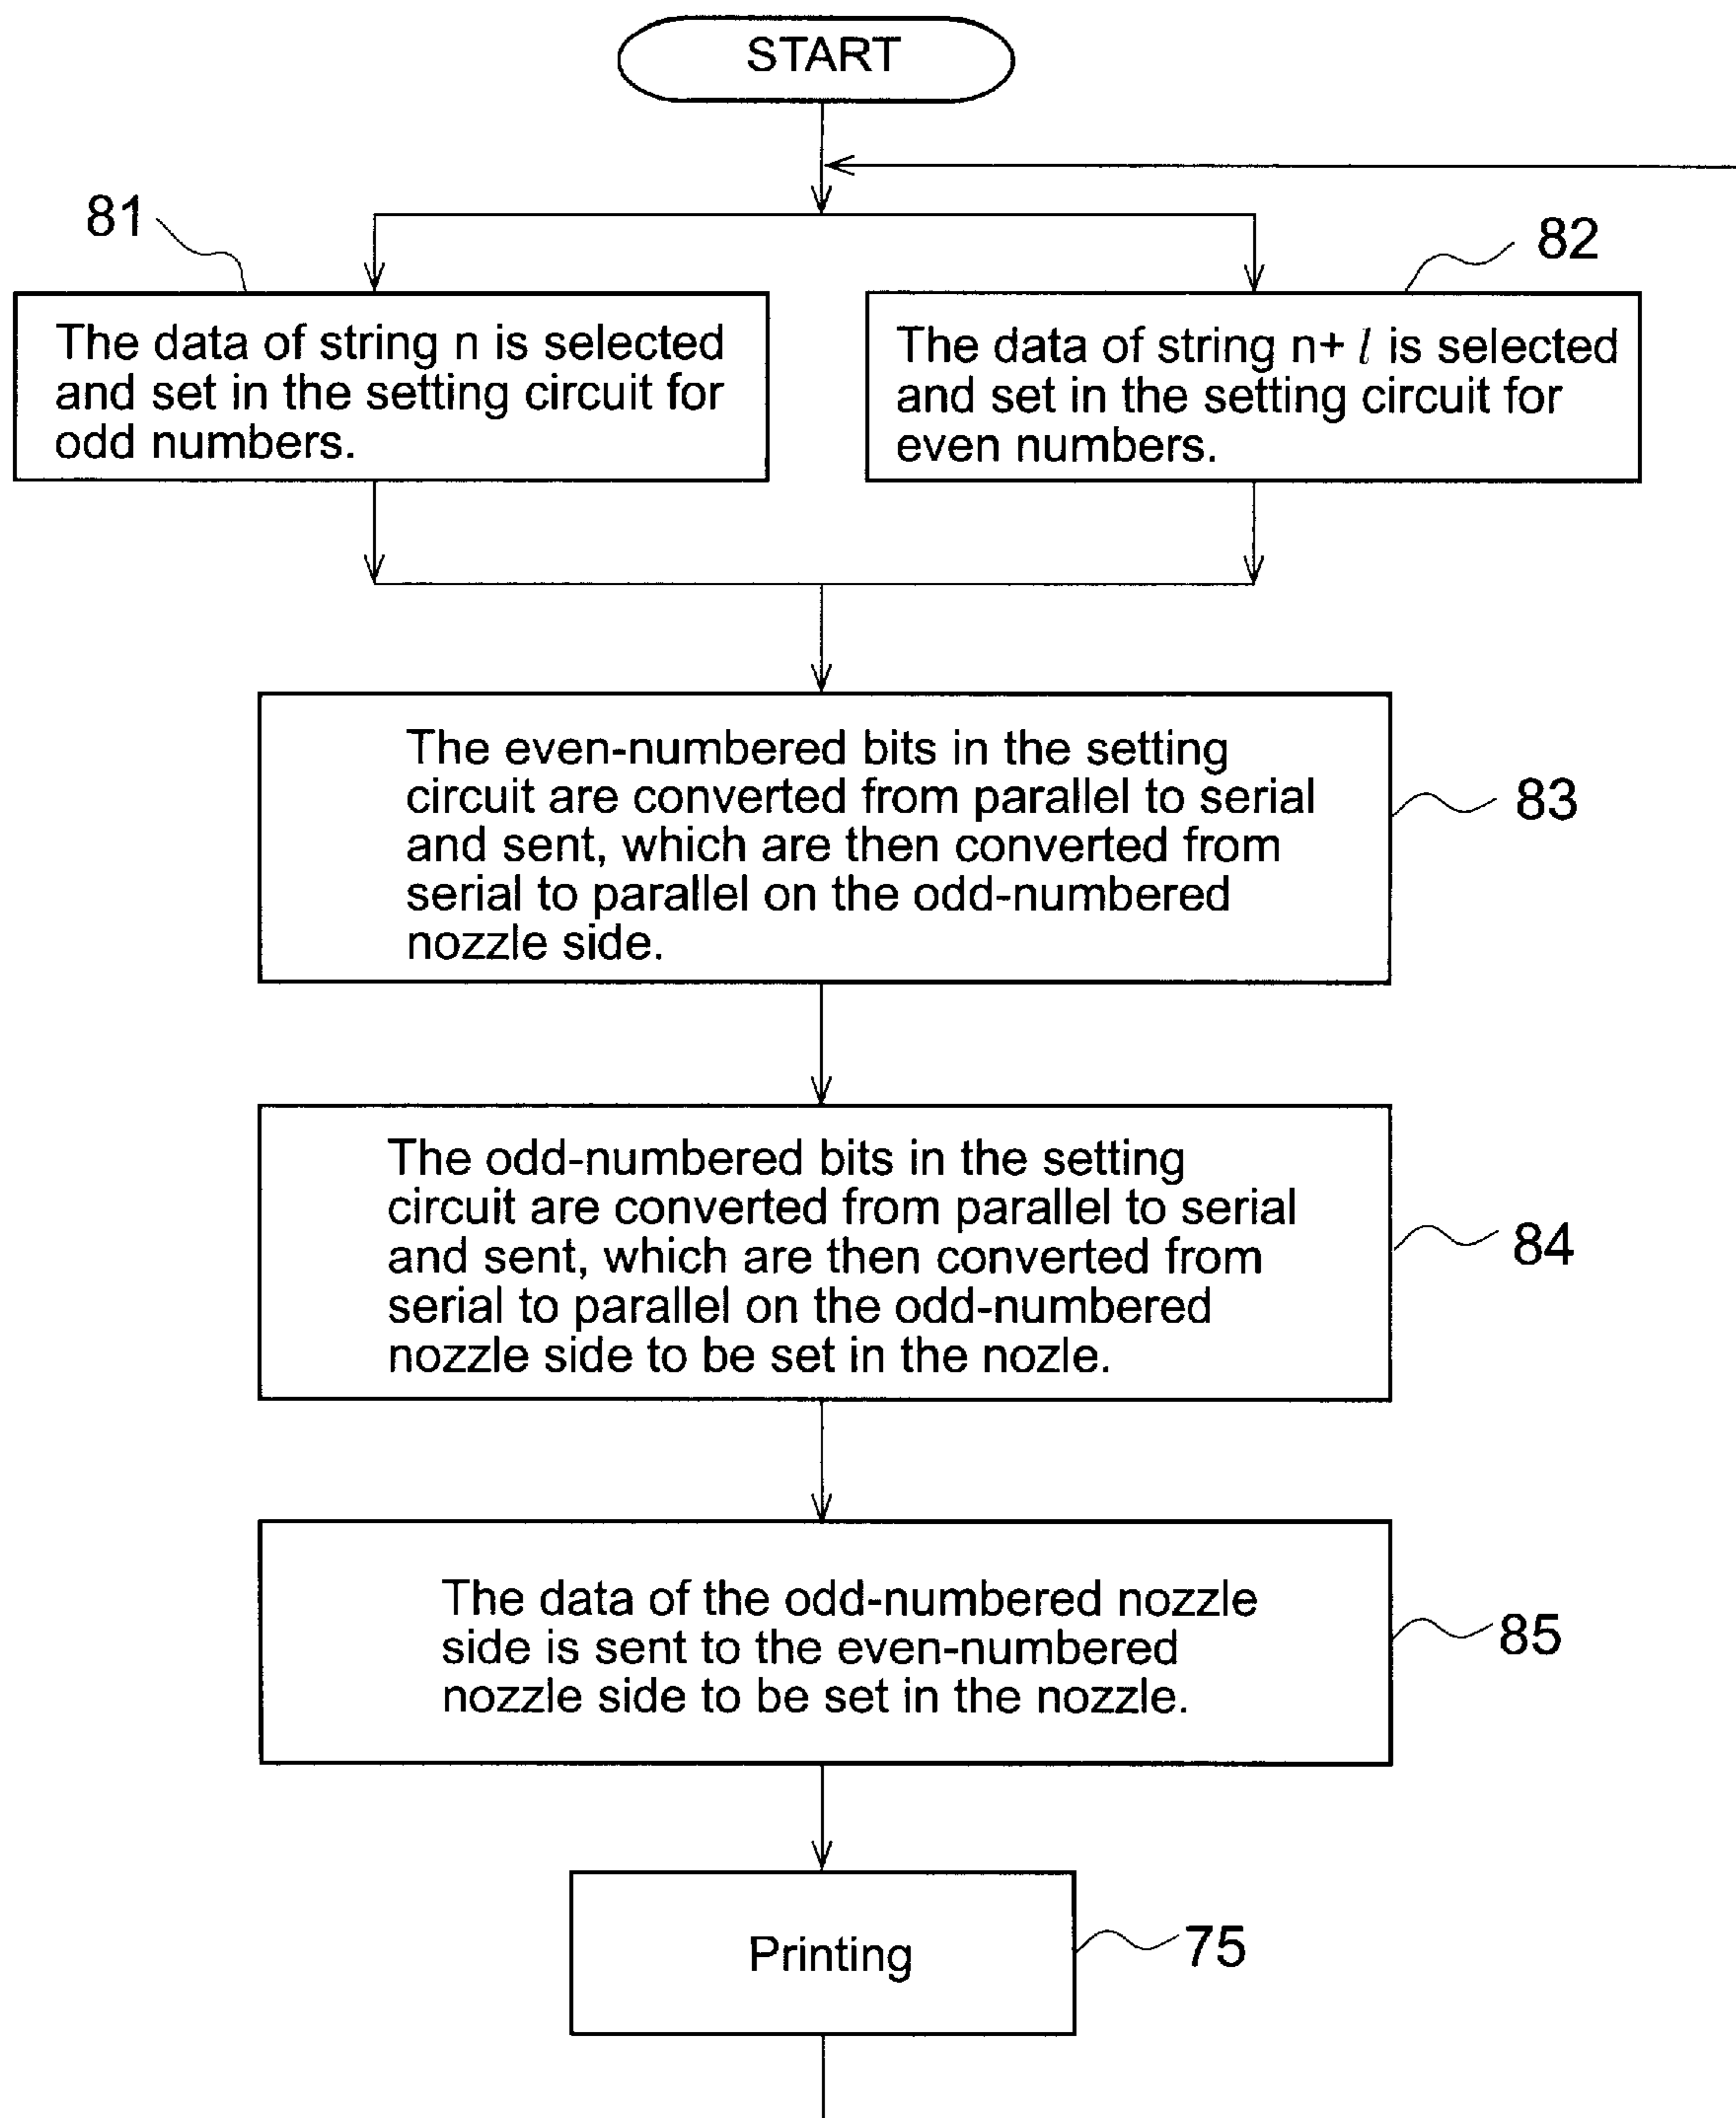 START
81
82
The data of string n is selected
and set in the setting circuit for
odd numbers.
The data of string n+ l is selected
and set in the setting circuit for
even numbers.
The even-numbered bits in the setting
circuit are converted from parallel to serial
and sent, which are then converted from
serial to parallel on the odd-numbered
nozzle side.
83
The odd-numbered bits in the setting
circuit are converted from parallel to serial
and sent, which are then converted from
serial to parallel on the odd-numbered
nozzle side to be set in the nozle.
84
The data of the odd-numbered nozzle
side is sent to the even-numbered
nozzle side to be set in the nozzle.
85
Printing
75